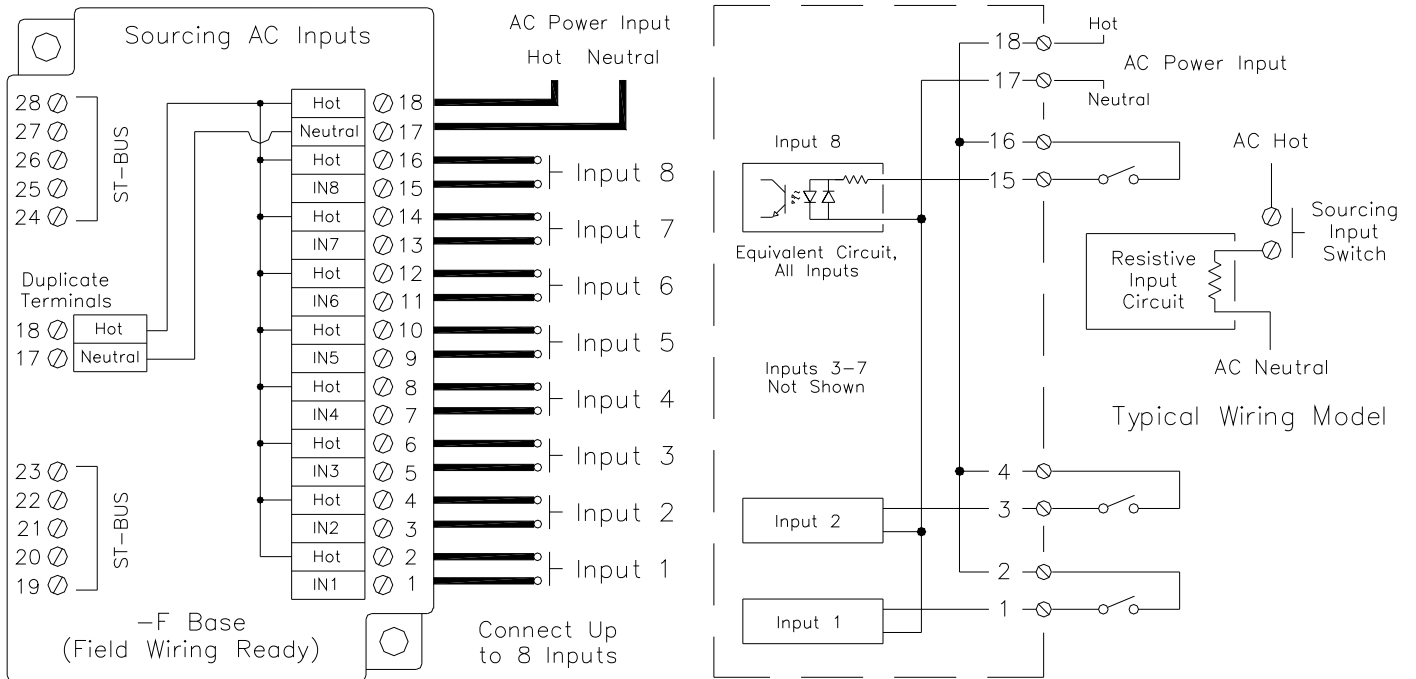 Sourcing AC Inputs
AC Power Input
Hot Neutral
28
27
26
25
24
ST-BUS
Duplicate
Terminals
18 Hot
17 Neutral
23
22
21
20
19
ST-BUS
Hot 18
Neutral 17
Hot 16
IN8 15
Hot 14
IN7 13
Hot 12
IN6 11
Hot 10
IN5 9
Hot 8
IN4 7
Hot 6
IN3 5
Hot 4
IN2 3
Hot 2
IN1 1
Input 8
Input 7
Input 6
Input 5
Input 4
Input 3
Input 2
Input 1
-F Base
(Field Wiring Ready)
Connect Up
to 8 Inputs
18 Hot
AC Power Input
17 Neutral
Input 8
16
15
Equivalent Circuit,
All Inputs
Inputs 3-7
Not Shown
4
3
Input 2
2
1
Input 1
AC Hot
Sourcing
Input
Switch
Resistive
Input
Circuit
AC Neutral
Typical Wiring Model